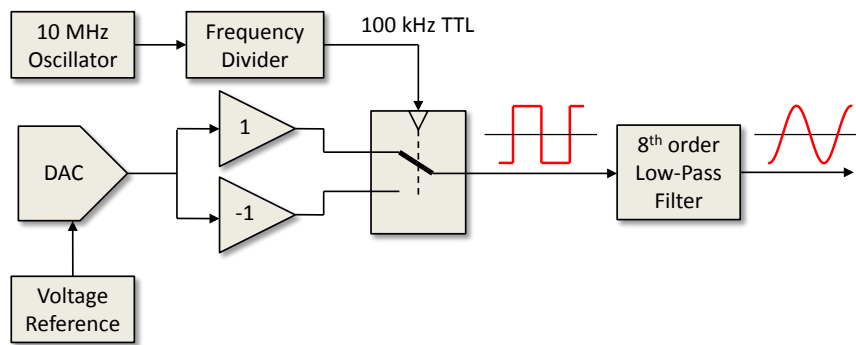 10 MHz
Oscillator
Frequency
Divider
100 kHz TTL
DAC
1
-1
8th order
Low-Pass
Filter
Voltage
Reference